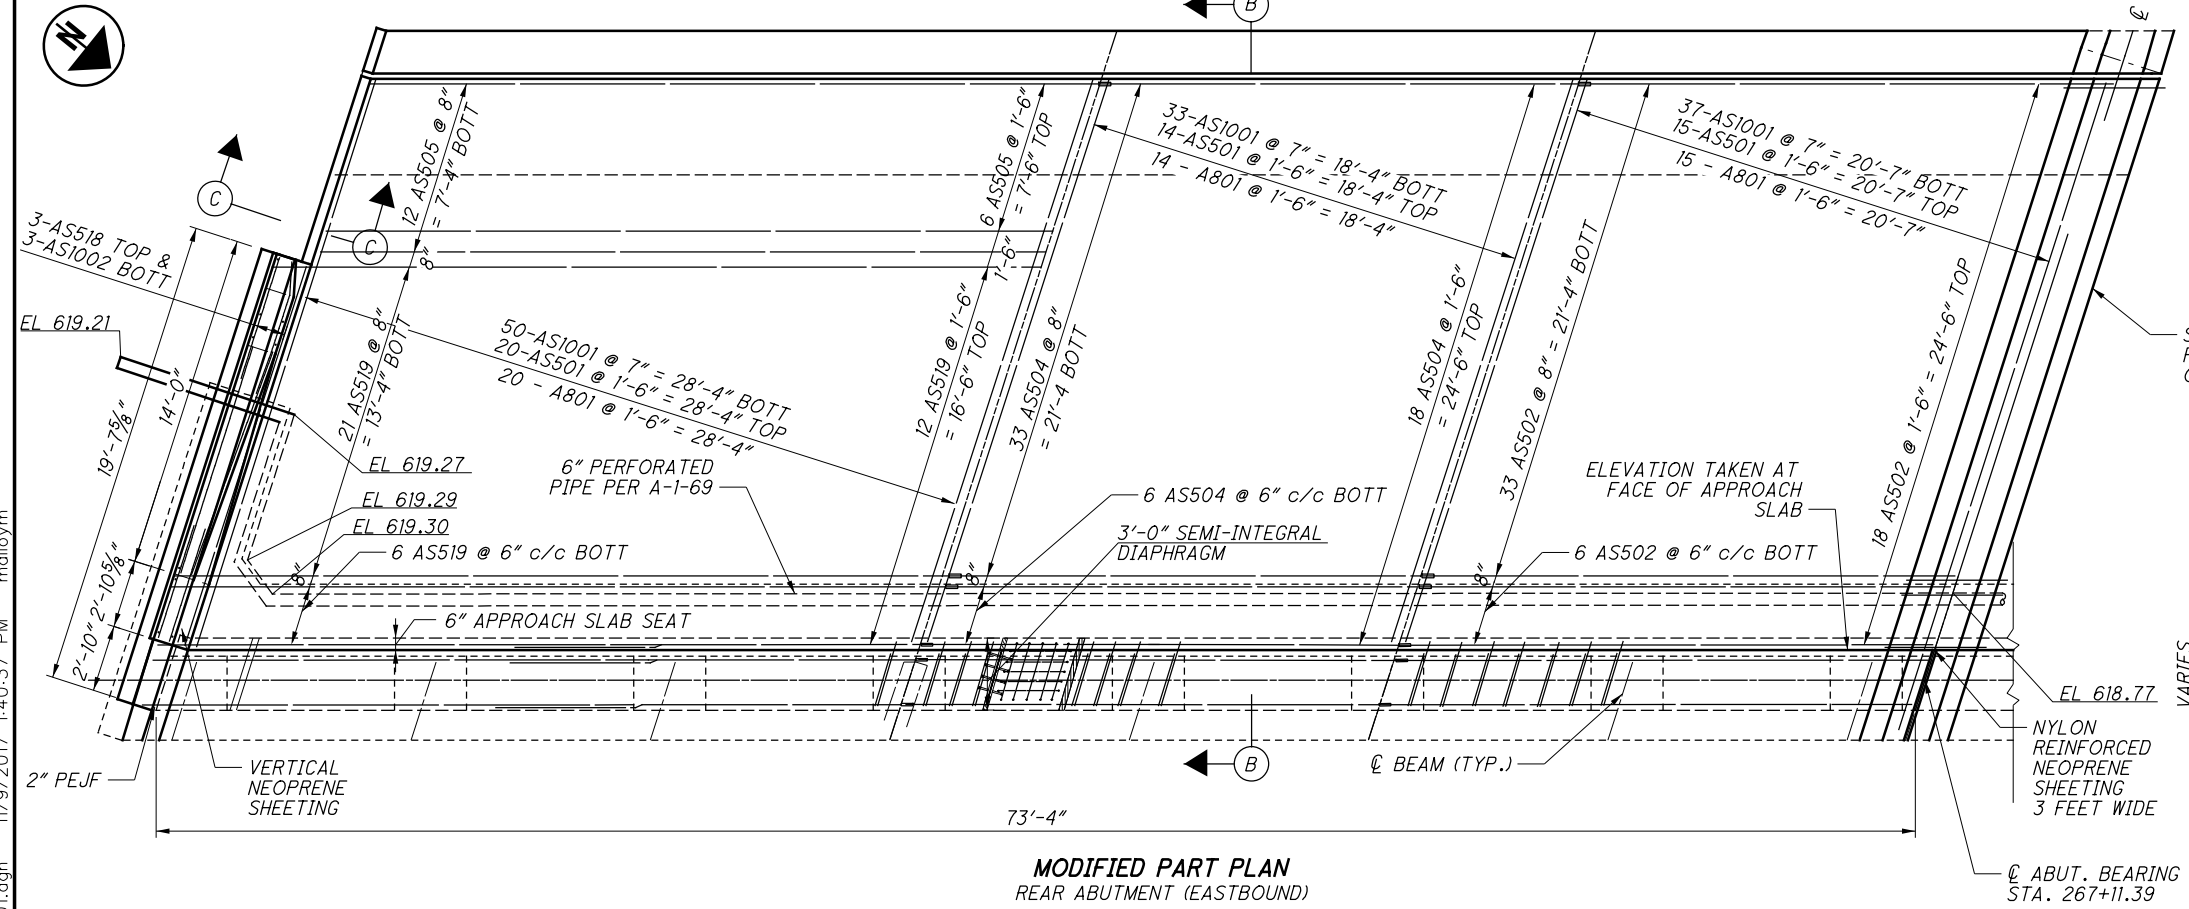 N
B
℄
12 AS505 @ 8"
= 7'-4" BOTT
6 AS505 @ 1'-6"
= 7'-6" TOP
33-AS1001 @ 7" = 18'-4" BOTT
14-AS501 @ 1'-6" = 18'-4" TOP
14 - A801 @ 1'-6" = 18'-4"
37-AS1001 @ 7" = 20'-7" BOTT
15-AS501 @ 1'-6" = 20'-7" TOP
15 - A801 @ 1'-6" = 20'-7"
C
C
3-AS518 TOP &
3-AS1002 BOTT
8"
1'-6"
EL 619.21
50-AS1001 @ 7" = 28'-4" BOTT
20-AS501 @ 1'-6" = 28'-4" TOP
20 - A801 @ 1'-6" = 28'-4"
21 AS519 @ 8"
= 13'-4" BOTT
12 AS519 @ 1'-6"
= 16'-6" TOP
33 AS504 @ 8"
= 21'-4 BOTT
18 AS504 @ 1'-6"
= 24'-6" TOP
33 AS502 @ 8" = 21'-4" BOTT
18 AS502 @ 1'-6" = 24'-6" TOP
19'-7⅝"
14'-0"
EL 619.27
EL 619.29
EL 619.30
6" PERFORATED
PIPE PER A-1-69
6 AS504 @ 6" c/c BOTT
3'-0" SEMI-INTEGRAL
DIAPHRAGM
ELEVATION TAKEN AT
FACE OF APPROACH
SLAB
6 AS519 @ 6" c/c BOTT
6 AS502 @ 6" c/c BOTT
8"
8"
8"
2'-10⅝"
2'-10"
6" APPROACH SLAB SEAT
EL 618.77
VARIES
NYLON
REINFORCED
NEOPRENE
SHEETING
3 FEET WIDE
2" PEJF
VERTICAL
NEOPRENE
SHEETING
B
℄ BEAM (TYP.)
73'-4"
℄ ABUT. BEARING
STA. 267+11.39
MODIFIED PART PLAN
REAR ABUTMENT (EASTBOUND)
11/9/2017 1:40:57 PM malloym